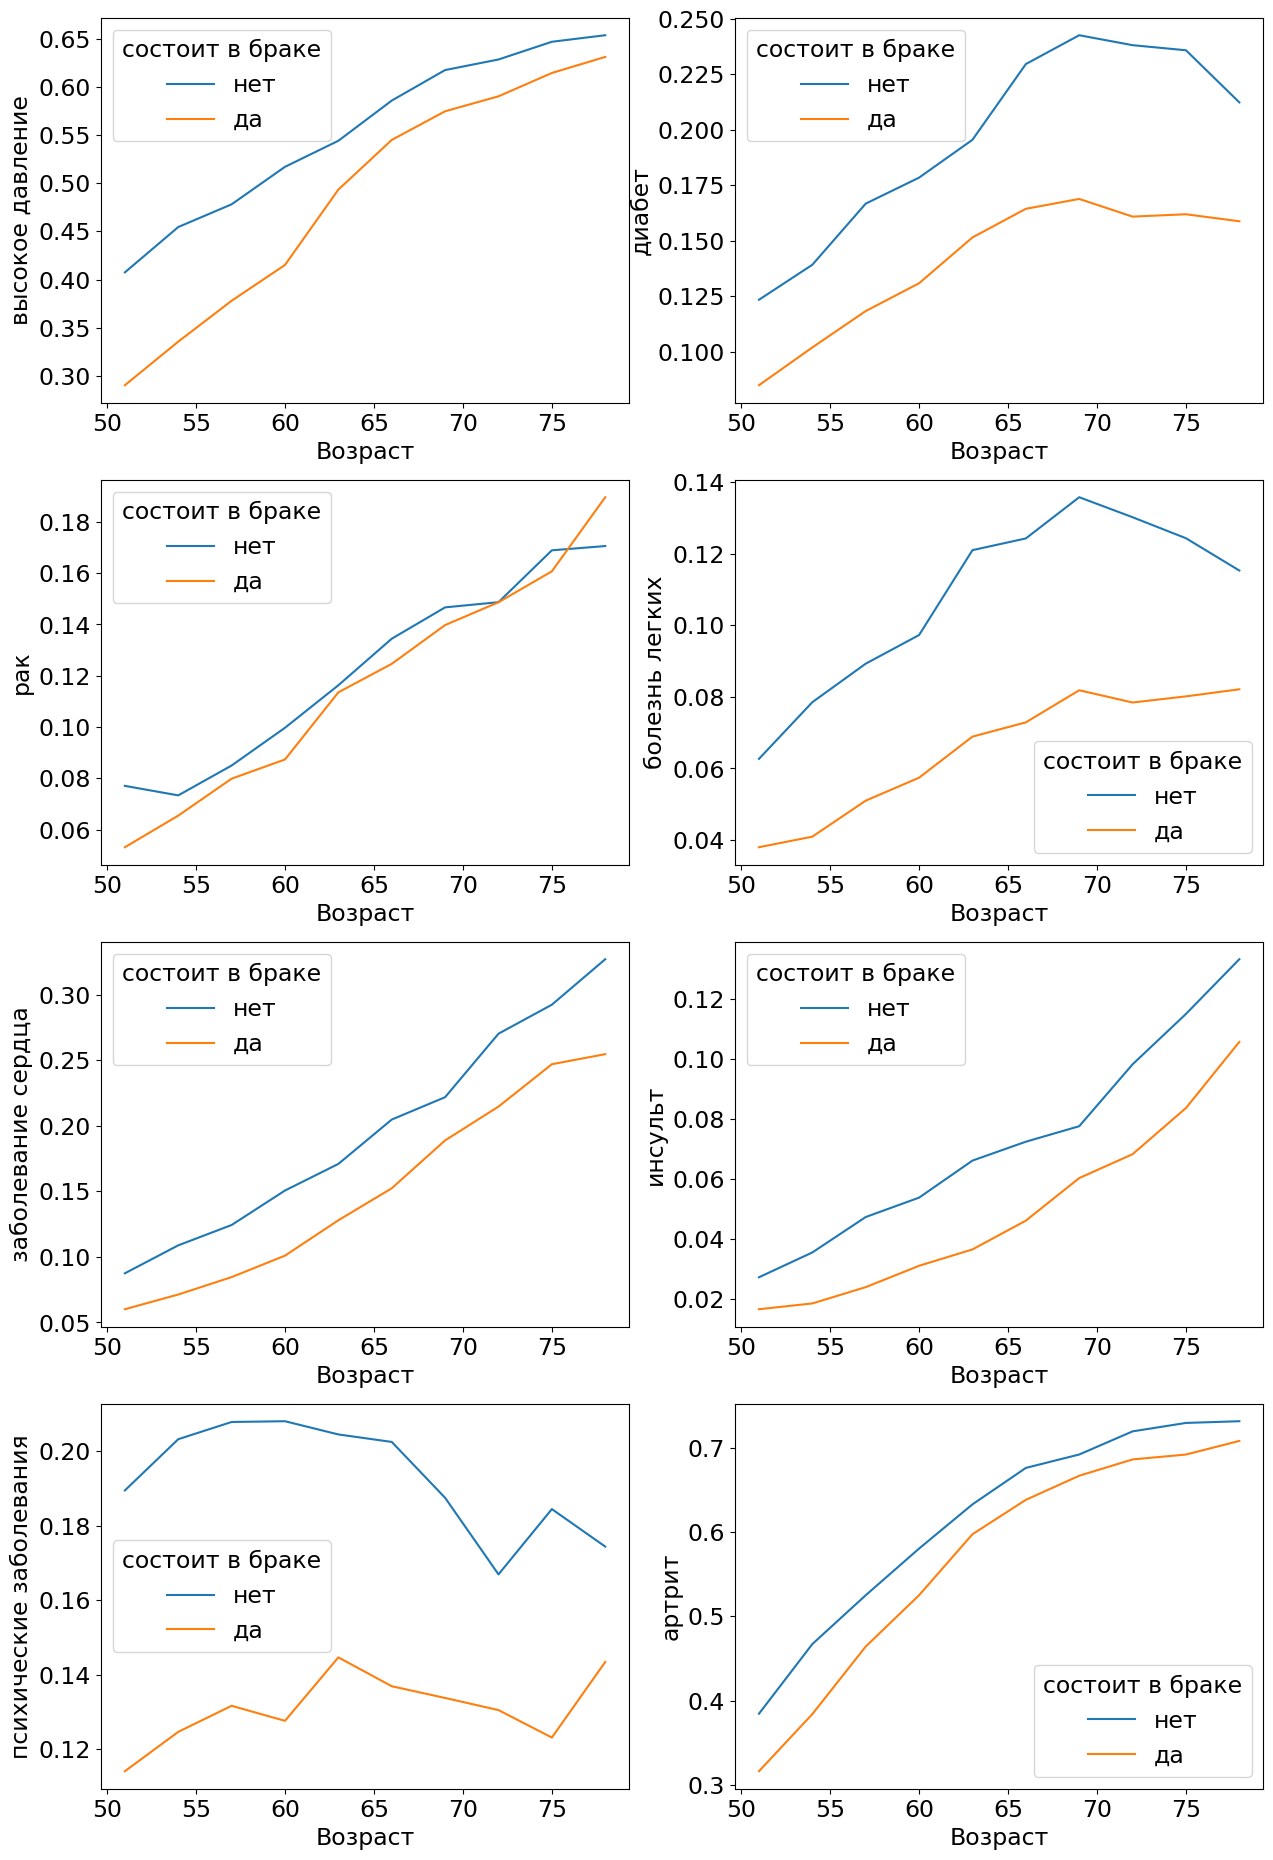 высокое давление
0.65
0.60
0.55
0.50
0.45
0.40
0.35
0.30
состоит в браке
нет
да
50 55 60 65 70 75
Возраст
диабет
0.250
0.225
0.200
0.175
0.150
0.125
0.100
состоит в браке
нет
да
50 55 60 65 70 75
Возраст
рак
0.18
0.16
0.14
0.12
0.10
0.08
0.06
состоит в браке
нет
да
50 55 60 65 70 75
Возраст
болезнь легких
0.14
0.12
0.10
0.08
0.06
0.04
состоит в браке
нет
да
50 55 60 65 70 75
Возраст
заболевание сердца
0.30
0.25
0.20
0.15
0.10
0.05
состоит в браке
нет
да
50 55 60 65 70 75
Возраст
инсульт
0.12
0.10
0.08
0.06
0.04
0.02
состоит в браке
нет
да
50 55 60 65 70 75
Возраст
психические заболевания
0.20
0.18
0.16
0.14
0.12
состоит в браке
нет
да
50 55 60 65 70 75
Возраст
артрит
0.7
0.6
0.5
0.4
0.3
состоит в браке
нет
да
50 55 60 65 70 75
Возраст